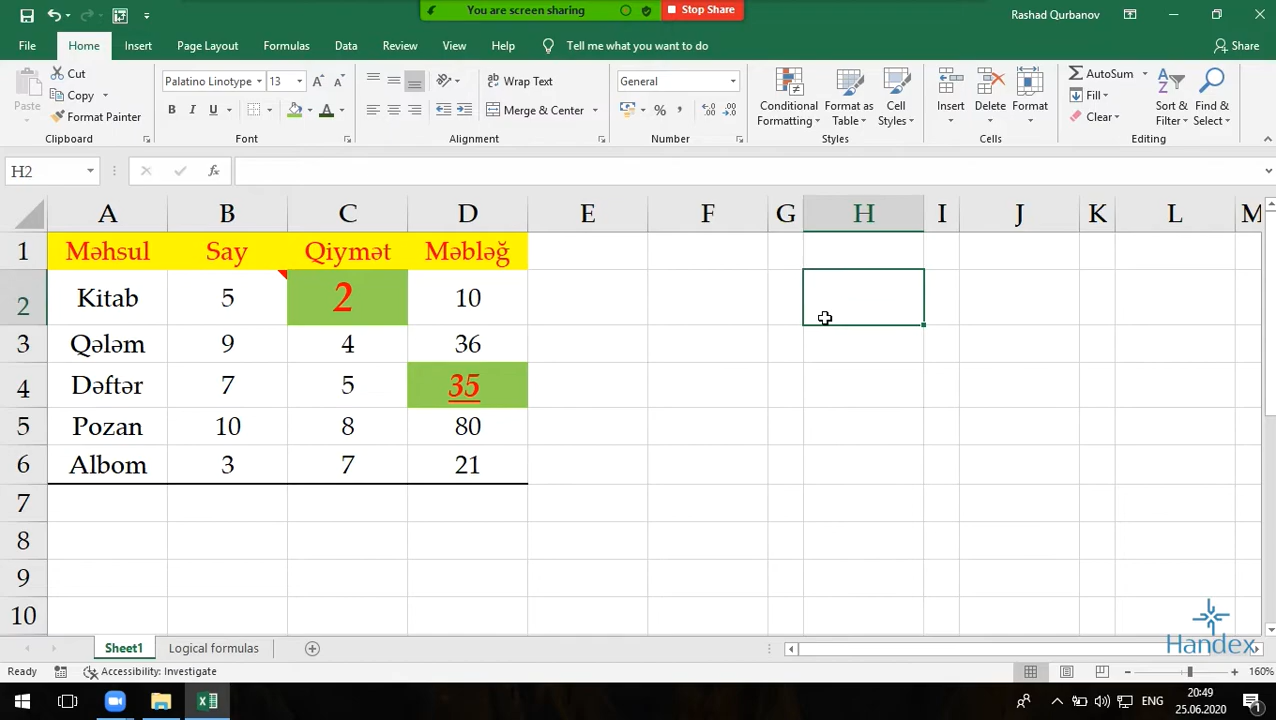 You are screen sharing
Stop Share
Rashad Qurbanov
File Home Insert Page Layout Formulas Data Review View Help Tell me what you want to do Share
Paste
Cut
Copy
Format Painter
Clipboard
Palatino Linotype 13
B I U
Font
Wrap Text
Merge & Center
Alignment
General
Number
Conditional Formatting
Format as Table
Cell Styles
Styles
Insert
Delete
Format
Cells
AutoSum
Fill
Clear
Sort & Filter
Find & Select
Editing
H2
fx
A B C D E F G H I J K L M
1 Məhsul Say Qiymət Məbləğ
2 Kitab 5 2 10
3 Qələm 9 4 36
4 Dəftər 7 5 35
5 Pozan 10 8 80
6 Albom 3 7 21
7
8
9
10
Handex
Sheet1 Logical formulas
Ready Accessibility: Investigate 160%
ENG
20:49
25.06.2020
1